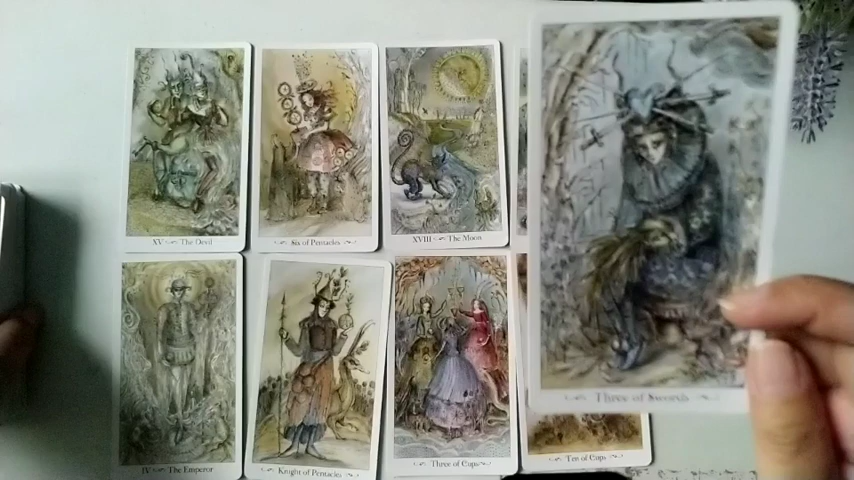 XV The Devil
Six of Pentacles
XVIII The Moon
Three of Swords
IV The Emperor
Knight of Pentacles
Three of Cups
Ten of Cups